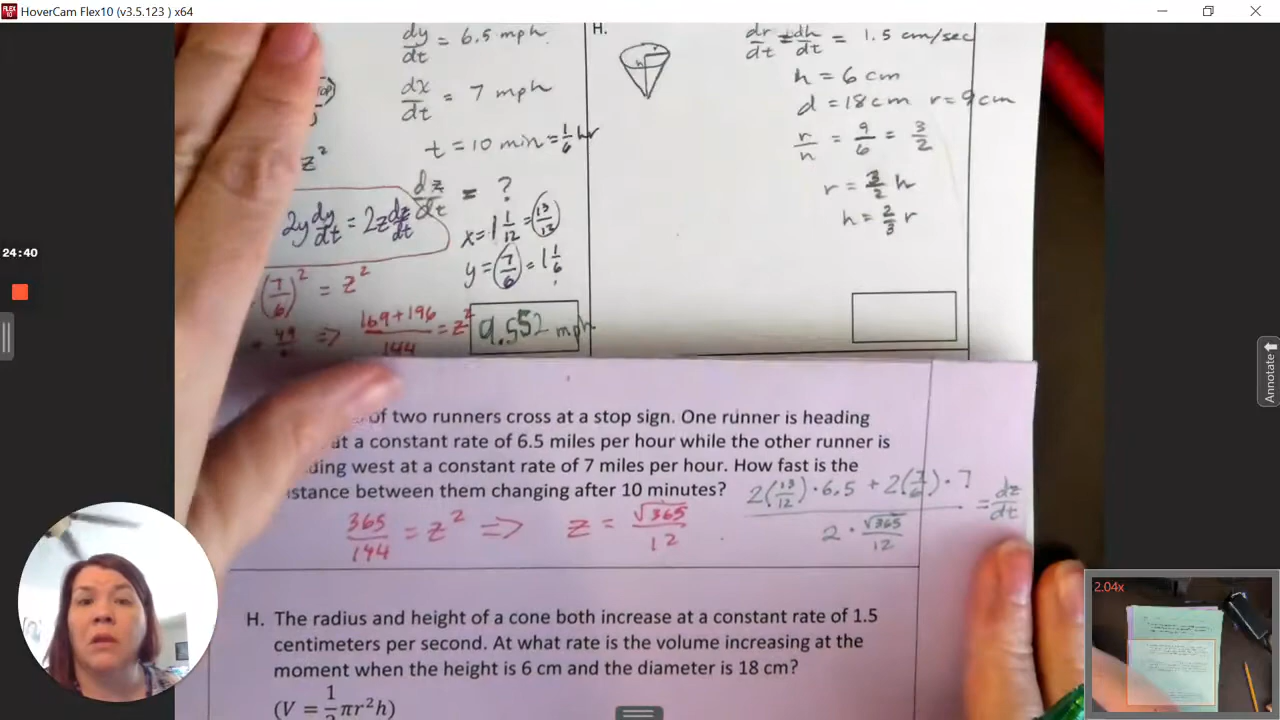 HoverCam Flex10 (v3.5.123) x64
24:40
dy/dt = 6.5 mph.
dx/dt = 7 mph
t = 10 min = 1/6 hr
z²
dz/dt = ?
2y dy/dt = 2z dz/dt
x = 1 1/12 = 13/12
y = 7/6 = 1 1/6
(7/6)² = z²
= 49 => 169+196/144 = z²
9.552 mph
H.
r
h
dr/dt = dh/dt = 1.5 cm/sec
h = 6 cm
d = 18 cm r = 9 cm
r/h = 9/6 = 3/2
r = 3/2 h
h = 2/3 r
of two runners cross at a stop sign. One runner is heading
at a constant rate of 6.5 miles per hour while the other runner is
ding west at a constant rate of 7 miles per hour. How fast is the
istance between them changing after 10 minutes?
2(13/12) · 6.5 + 2(7/6) · 7 / 2 · √365/12 = dz/dt
365/144 = z² => z = √365/12
H. The radius and height of a cone both increase at a constant rate of 1.5
centimeters per second. At what rate is the volume increasing at the
moment when the height is 6 cm and the diameter is 18 cm?
(V = 1/3 πr²h)
Annotate
2.04x